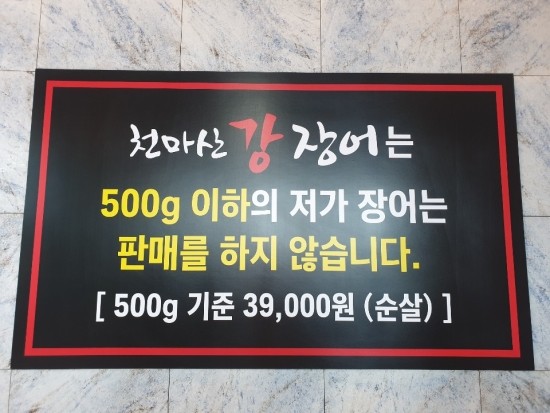 천마산 강 장어는
500g 이하의 저가 장어는
판매를 하지 않습니다.
[ 500g 기준 39,000원 (순살) ]